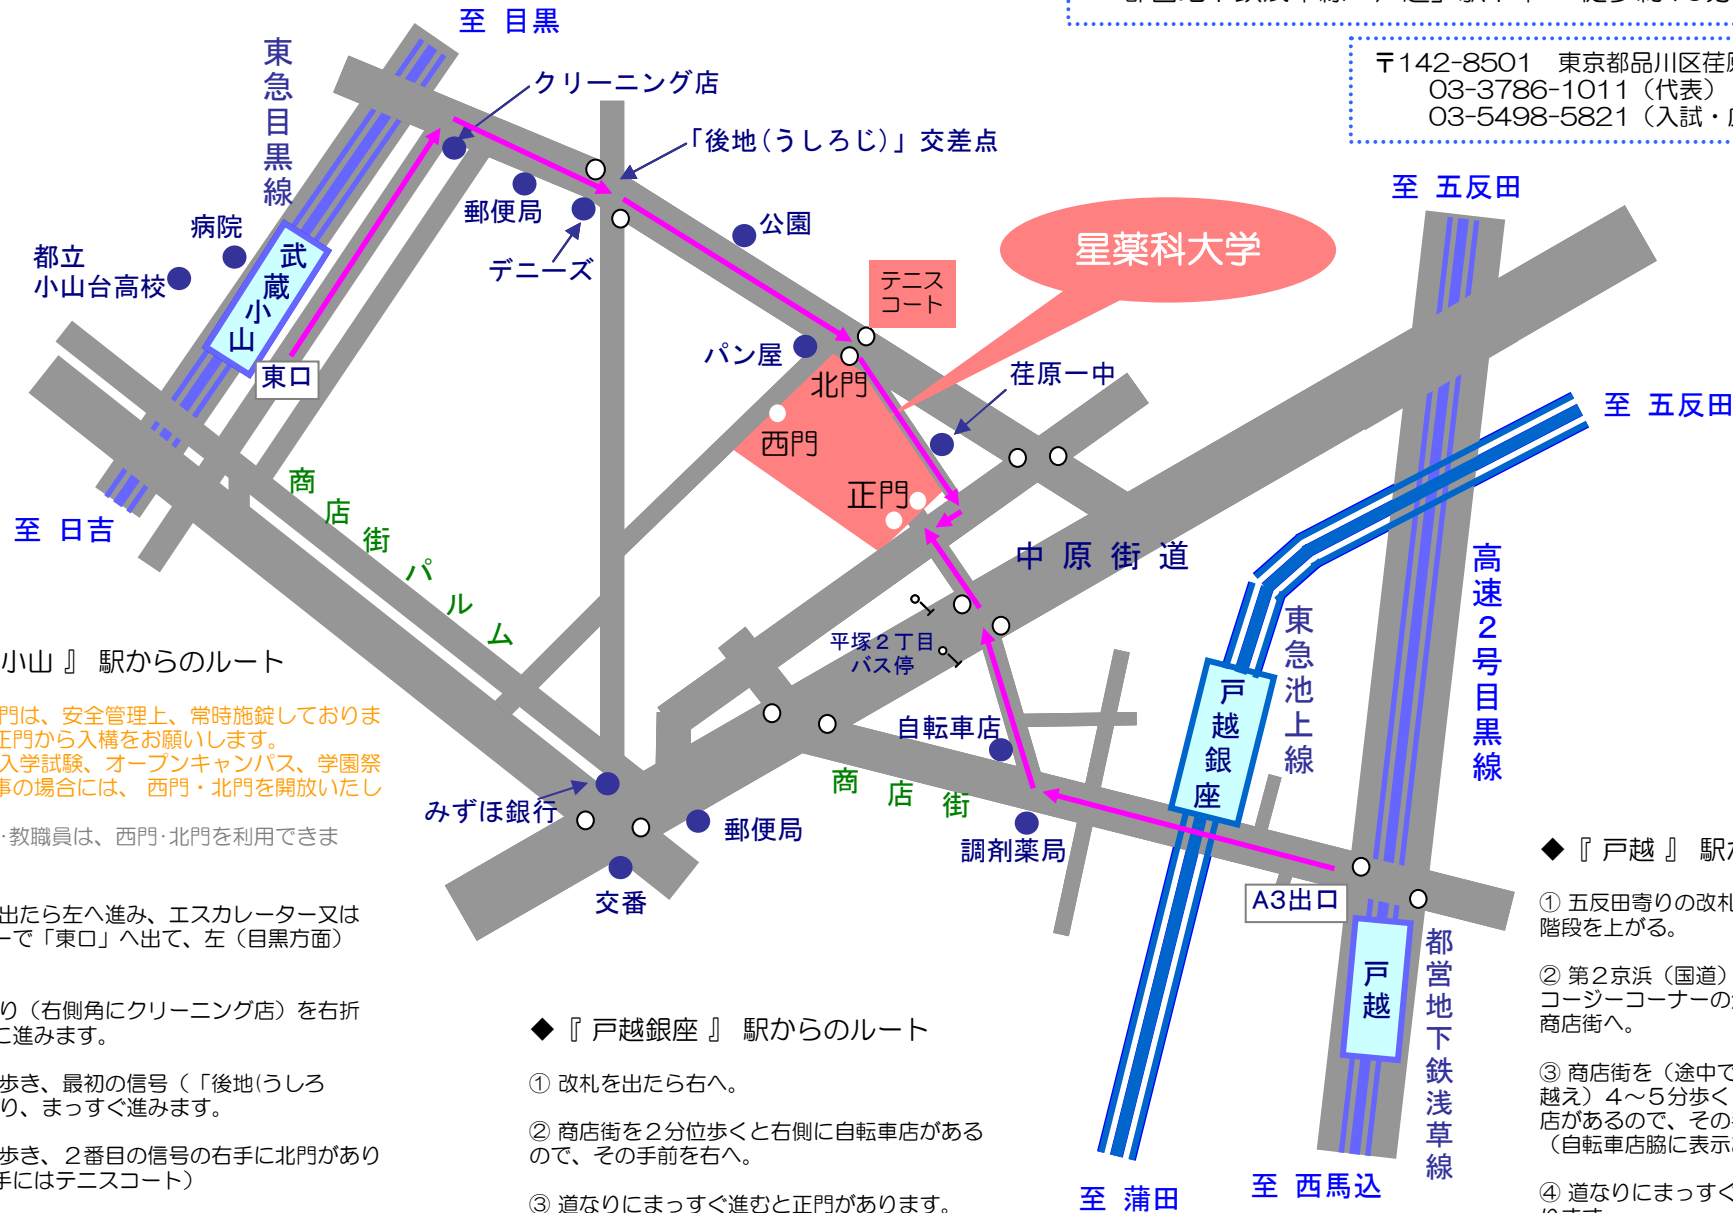 至 目黒
〒142-8501　東京都品川区荏原
03-3786-1011（代表）
03-5498-5821（入試・広
東急目黒線
クリーニング店
「後地（うしろじ）」交差点
郵便局
デニーズ
公園
病院
都立
小山台高校
武蔵小山
東口
至 日吉
商店街パルム
星薬科大学
テニス
コート
パン屋
北門
西門
正門
荏原一中
至 五反田
至 五反田
中原街道
平塚２丁目
バス停
自転車店
商店街
調剤薬局
みずほ銀行
郵便局
交番
東急池上線
戸越銀座
高速２号目黒線
A3出口
戸越
都営地下鉄浅草線
至 蒲田
至 西馬込
小山 』 駅からのルート
門は、安全管理上、常時施錠しておりま
正門から入構をお願いします。
入学試験、オープンキャンパス、学園祭
事の場合には、 西門・北門を開放いたし
・教職員は、西門・北門を利用できま
出たら左へ進み、エスカレーター又は
ーで「東口」へ出て、左（目黒方面）
り（右側角にクリーニング店）を右折
に進みます。
歩き、最初の信号（「後地(うしろ
り、まっすぐ進みます。
歩き、２番目の信号の右手に北門があり
手にはテニスコート）
◆『 戸越銀座 』 駅からのルート
① 改札を出たら右へ。
② 商店街を２分位歩くと右側に自転車店がある
ので、その手前を右へ。
③ 道なりにまっすぐ進むと正門があります。
◆『 戸越 』 駅か
① 五反田寄りの改札
階段を上がる。
② 第２京浜（国道）
コージーコーナーの
商店街へ。
③ 商店街を（途中で
越え）４～５分歩く
店があるので、その
（自転車店脇に表示
④ 道なりにまっすぐ
ります。